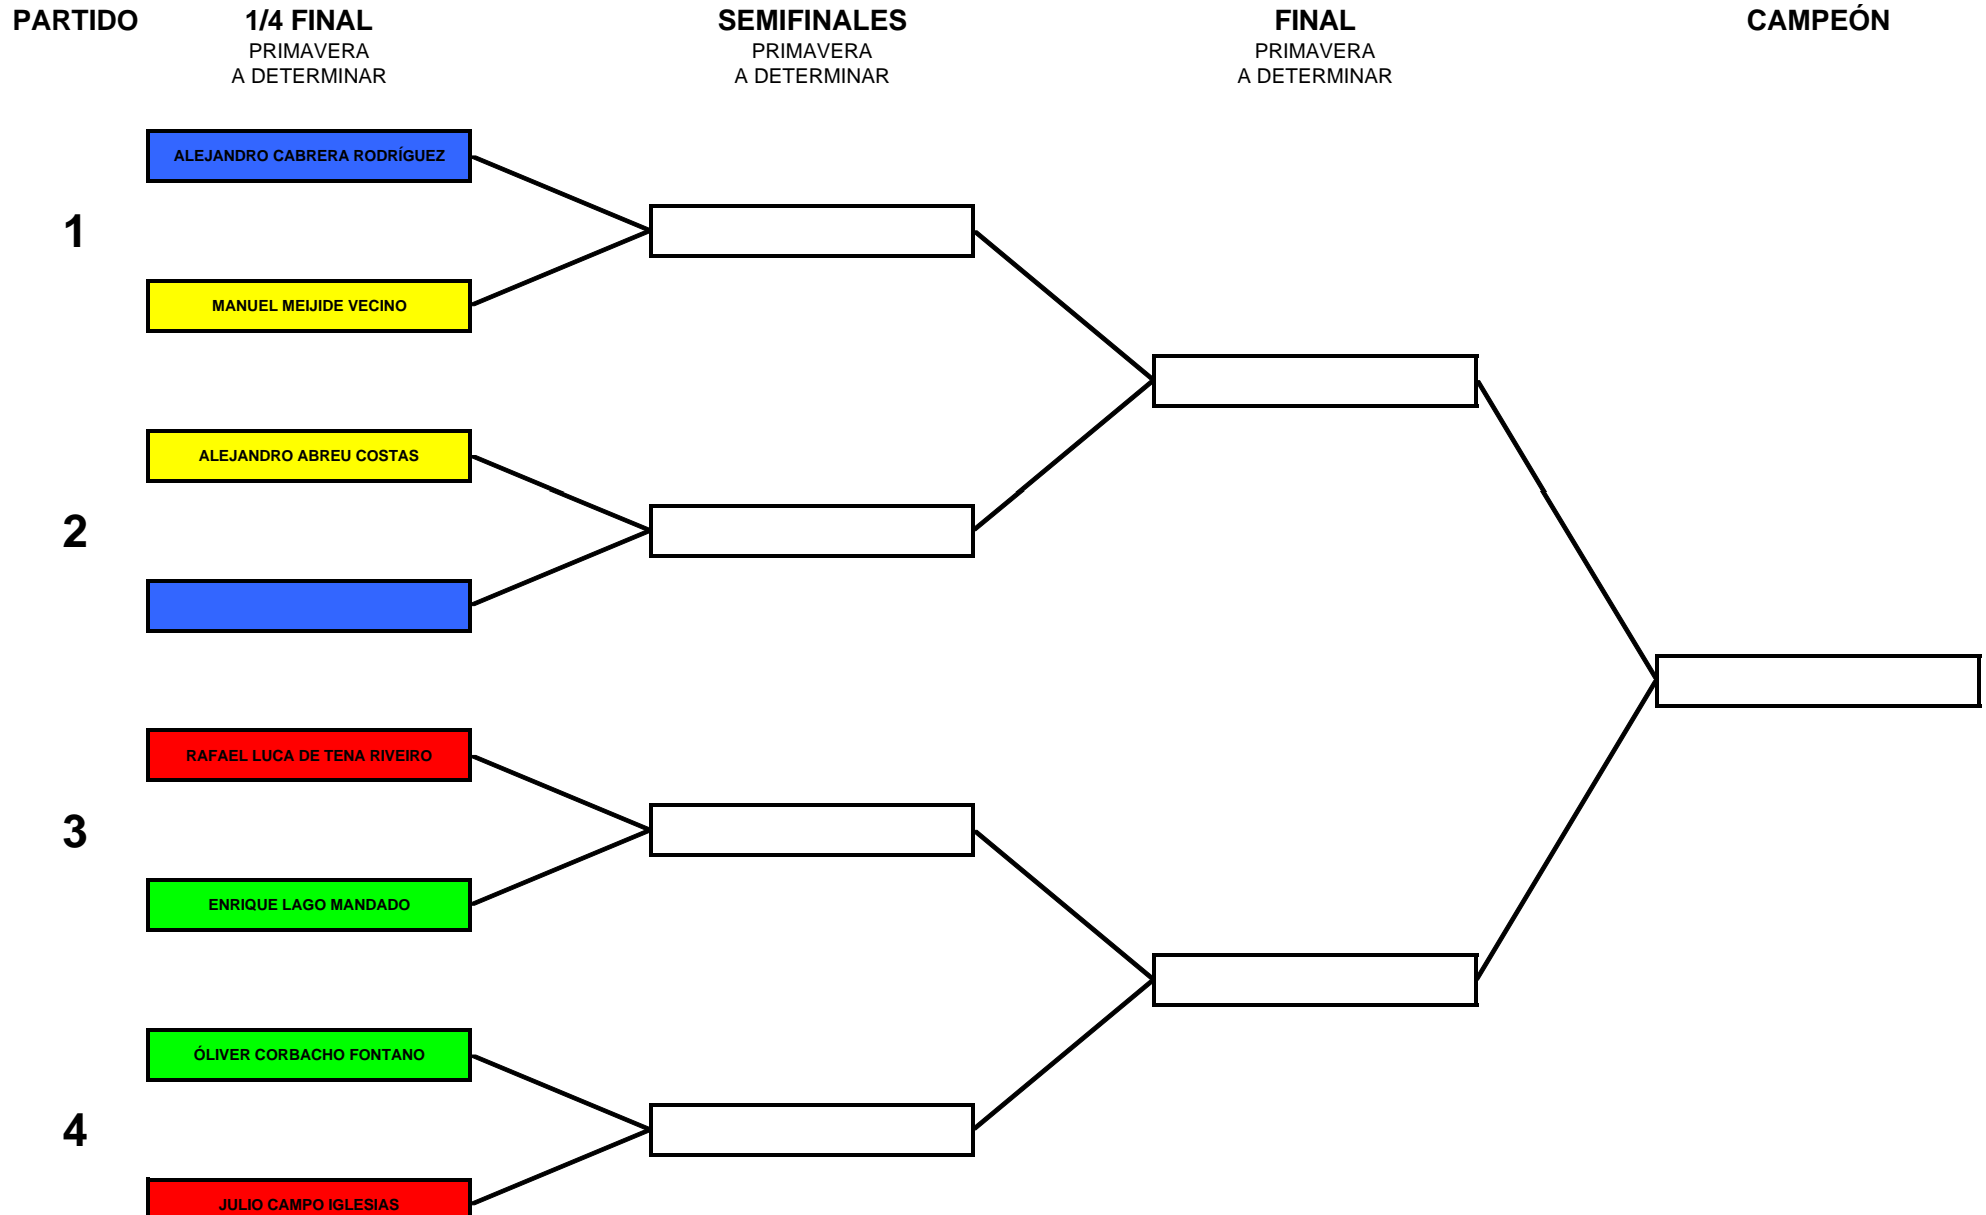 PARTIDO 1/4 FINAL SEMIFINALES FINAL CAMPEÓN
PRIMAVERA PRIMAVERA PRIMAVERA
A DETERMINAR A DETERMINAR A DETERMINAR
ALEJANDRO CABRERA RODRÍGUEZ
1
MANUEL MEIJIDE VECINO
ALEJANDRO ABREU COSTAS
2
RAFAEL LUCA DE TENA RIVEIRO
3
ENRIQUE LAGO MANDADO
ÓLIVER CORBACHO FONTANO
4
JULIO CAMPO IGLESIAS